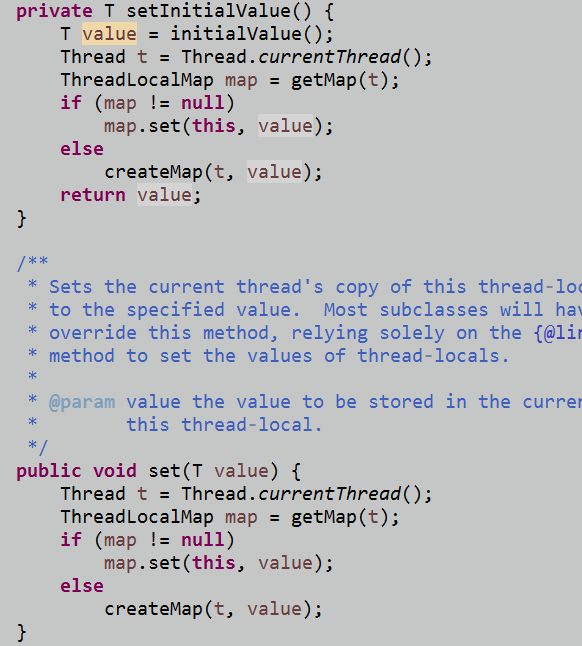 private T setInitialValue() {
    T value = initialValue();
    Thread t = Thread.currentThread();
    ThreadLocalMap map = getMap(t);
    if (map != null)
        map.set(this, value);
    else
        createMap(t, value);
    return value;
}

/**
 * Sets the current thread's copy of this thread-loc
 * to the specified value.  Most subclasses will hav
 * override this method, relying solely on the {@lin
 * method to set the values of thread-locals.
 *
 * @param value the value to be stored in the curren
 *        this thread-local.
 */
public void set(T value) {
    Thread t = Thread.currentThread();
    ThreadLocalMap map = getMap(t);
    if (map != null)
        map.set(this, value);
    else
        createMap(t, value);
}